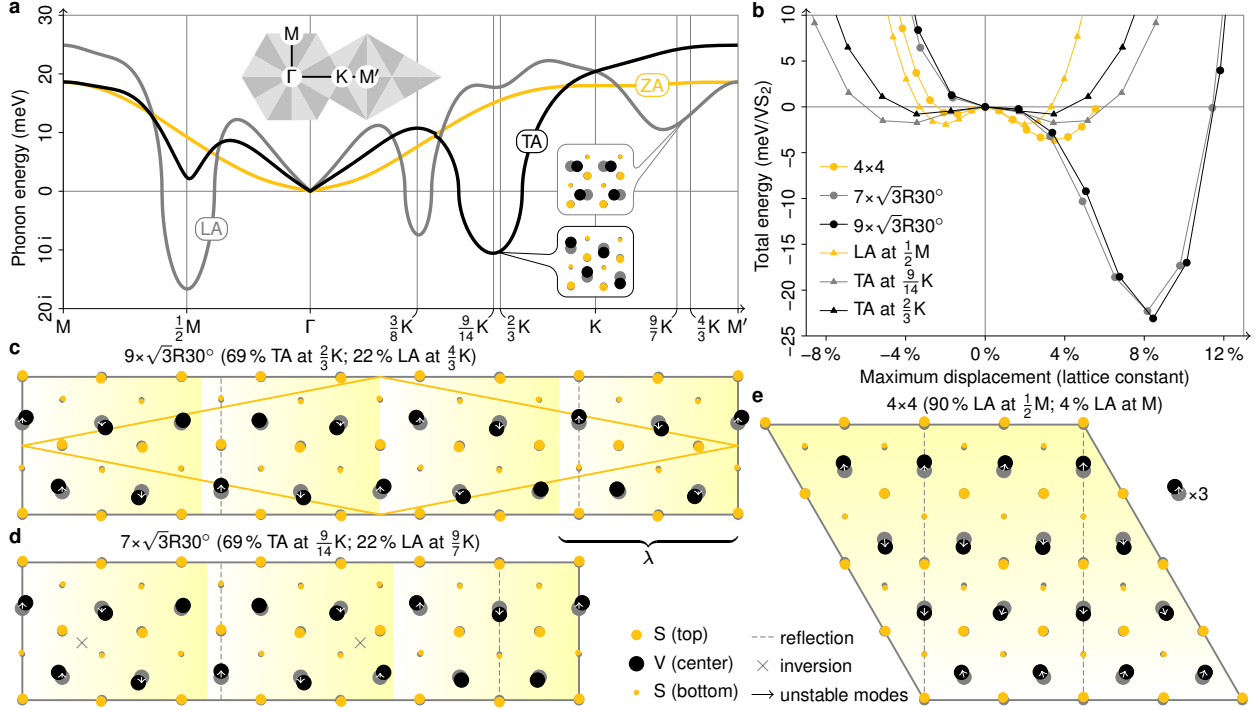 a
30
20
10
0
10
20i
Phonon energy (meV)
M
Γ
K
M′
LA
TA
ZA
M
½M
Γ
⅜K
9/14K
⅔K
K
9/7K
4/3K
M′
b
10
5
0
−5
−10
−15
−20
−25
Total energy (meV/VS₂)
4×4
7×√3R30°
9×√3R30°
LA at ½M
TA at 9/14K
TA at ⅔K
−8 %
−4 %
0 %
4 %
8 %
12 %
Maximum displacement (lattice constant)
c
9×√3R30° (69 % TA at ⅔K; 22 % LA at 4/3K)
λ
d
7×√3R30° (69 % TA at 9/14K; 22 % LA at 9/7K)
S (top)
V (center)
S (bottom)
reflection
inversion
unstable modes
e
4×4 (90 % LA at ½M; 4 % LA at M)
×3